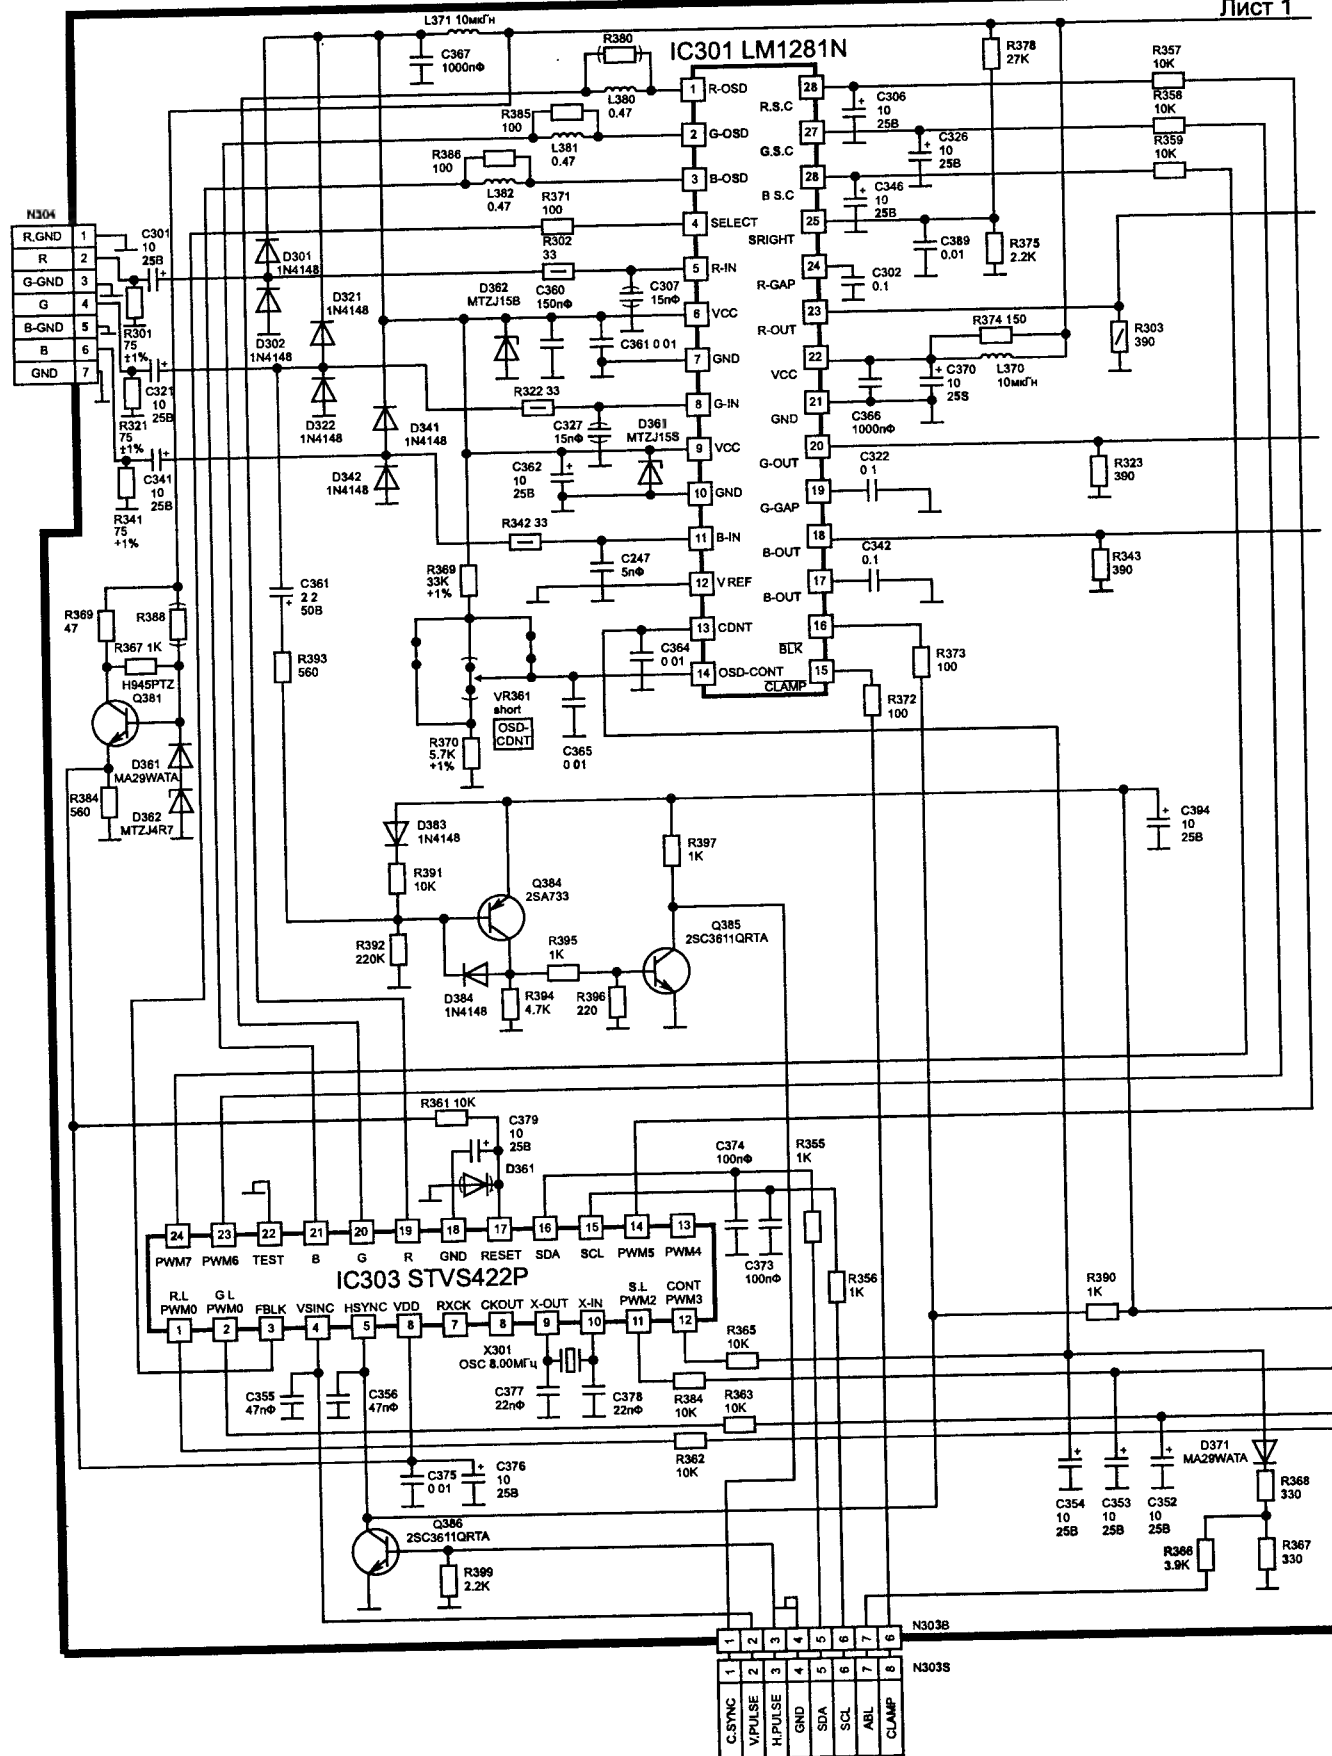 Лист 1
L371 10мкГн
C367
1000пФ
R380
L380
0.47
R385
100
L381
0.47
R386
100
L382
0.47
R371
100
R302
33
IC301 LM1281N
1 R-OSD
2 G-OSD
3 B-OSD
4 SELECT
5 R-IN
6 VCC
7 GND
8 G-IN
9 VCC
10 GND
11 B-IN
12 V REF
13 CDNT
14 OSD-CONT
28 R.S.C
27 G.S.C
28 B S.C
25 SRIGHT
24 R-GAP
23 R-OUT
22 VCC
21 GND
20 G-OUT
19 G-GAP
18 B-OUT
17 B-OUT
16 BLK
15 CLAMP
R378
27K
R357
10K
R358
10K
R359
10K
C306
10
25В
C326
10
25В
C346
10
25В
C389
0.01
R375
2.2K
C302
0.1
R374 150
L370
10мкГн
R303
390
C370
10
25S
C366
1000пФ
C322
0 1
R323
390
C342
0.1
R343
390
R373
100
R372
100
N304
R,GND 1
R 2
G-GND 3
G 4
B-GND 5
B 6
GND 7
C301
10
25В
R301
75
±1%
C321
10
25В
R321
75
±1%
C341
10
25В
R341
75
+1%
D301
1N4148
D302
1N4148
D321
1N4148
D322
1N4148
D341
1N4148
D342
1N4148
D362
MTZJ15B
C360
150пФ
C307
15пФ
C361 0 01
R322 33
C327
15пФ
D361
MTZJ15S
C362
10
25В
R342 33
C247
5пФ
R369
33K
+1%
C364
0 01
VR361
short
OSD-
CDNT
C365
0 01
R370
5.7K
+1%
C361
2 2
50В
R393
560
R369
47
R388
R367 1K
H945PTZ
Q381
D361
MA29WATA
R384
560
D362
MTZJ4R7
D383
1N4148
R391
10K
Q384
2SA733
R397
1K
C394
10
25В
R392
220K
D384
1N4148
R394
4.7K
R395
1K
R396
220
Q385
2SC3611QRTA
R361 10K
C379
10
25В
D361
C374
100пФ
R355
1K
C373
100пФ
R356
1K
R390
1K
24 23 22 21 20 19 18 17 16 15 14 13
PWM7 PWM6 TEST B G R GND RESET SDA SCL PWM5 PWM4
IC303 STVS422P
R.L
PWM0
G L
PWM0
FBLK VSINC HSYNC VDD RXCK CKOUT X-OUT X-IN
S.L
PWM2
CONT
PWM3
1 2 3 4 5 8 7 8 9 10 11 12
X301
OSC 8.00МГц
C355
47пФ
C356
47пФ
C377
22пФ
C378
22пФ
R365
10K
R384
10K
R363
10K
R362
10K
C375
0 01
C376
10
25В
Q386
2SC3611QRTA
R399
2.2K
C354
10
25В
C353
10
25В
C352
10
25В
D371
MA29WATA
R368
330
R366
3.9K
R367
330
1 2 3 4 5 6 7 6 N303B
1 2 3 4 5 6 7 8 N303S
C.SYNC
V.PULSE
H.PULSE
GND
SDA
SCL
ABL
CLAMP